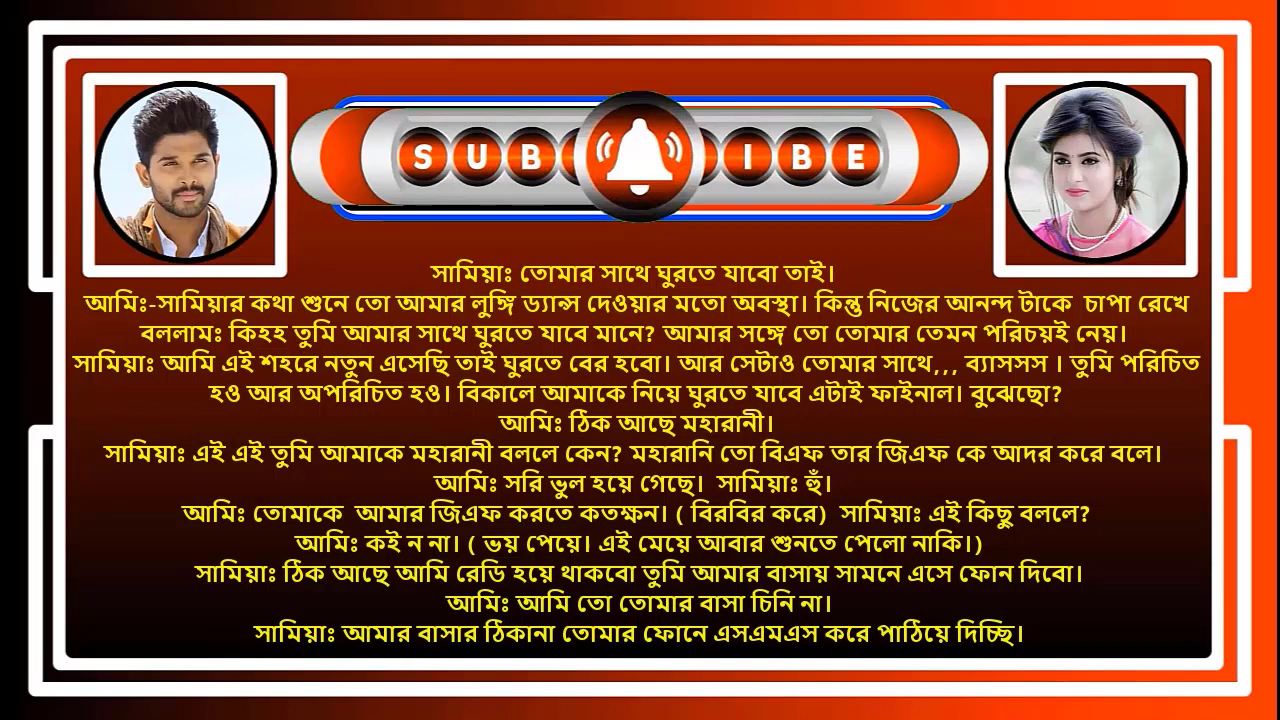 SUB IBE
সামিয়াঃ তোমার সাথে ঘুরতে যাবো তাই।
আমিঃ-সামিয়ার কথা শুনে তো আমার লুঙ্গি ড্যান্স দেওয়ার মতো অবস্থা। কিন্তু নিজের আনন্দ টাকে চাপা রেখে
বললামঃ কিহহ তুমি আমার সাথে ঘুরতে যাবে মানে? আমার সঙ্গে তো তোমার তেমন পরিচয়ই নেয়।
সামিয়াঃ আমি এই শহরে নতুন এসেছি তাই ঘুরতে বের হবো। আর সেটাও তোমার সাথে,,, ব্যাসসস । তুমি পরিচিত
হও আর অপরিচিত হও। বিকালে আমাকে নিয়ে ঘুরতে যাবে এটাই ফাইনাল। বুঝেছো?
আমিঃ ঠিক আছে মহারানী।
সামিয়াঃ এই এই তুমি আমাকে মহারানী বললে কেন? মহারানি তো বিএফ তার জিএফ কে আদর করে বলে।
আমিঃ সরি ভুল হয়ে গেছে। সামিয়াঃ হুঁ।
আমিঃ তোমাকে আমার জিএফ করতে কতক্ষন। ( বিরবির করে) সামিয়াঃ এই কিছু বললে?
আমিঃ কই ন না। ( ভয় পেয়ে। এই মেয়ে আবার শুনতে পেলো নাকি।)
সামিয়াঃ ঠিক আছে আমি রেডি হয়ে থাকবো তুমি আমার বাসায় সামনে এসে ফোন দিবো।
আমিঃ আমি তো তোমার বাসা চিনি না।
সামিয়াঃ আমার বাসার ঠিকানা তোমার ফোনে এসএমএস করে পাঠিয়ে দিচ্ছি।